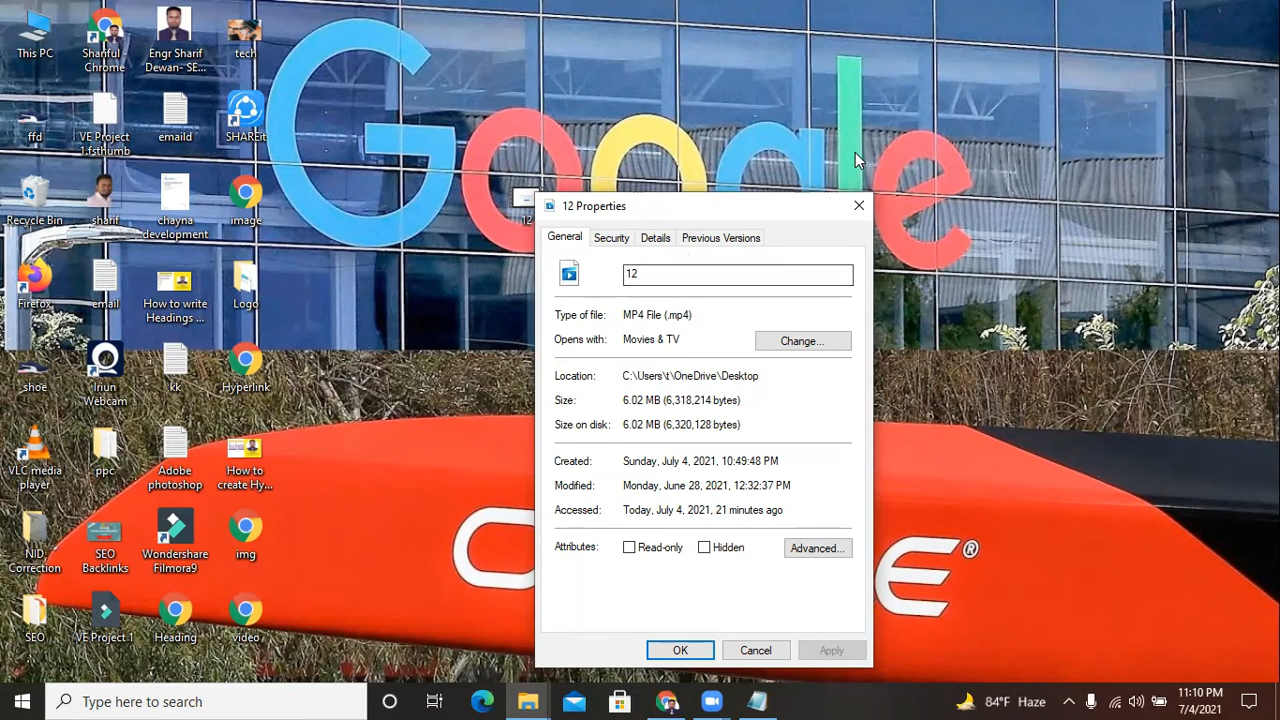 This PC
Shariful -
Chrome
Engr Sharif
Dewan- SE...
tech
ffd
VE Project
1.fsthumb
emaild
SHAREit
Recycle Bin
sharif
chayna
development
image
Firefox
email
How to write
Headings ...
Logo
shoe
Iriun
Webcam
kk
Hyperlink
VLC media
player
ppc
Adobe
photoshop
How to
create Hy...
NID
Correction
SEO
Backlinks
Wondershare
Filmora9
img
SEO
VE Project.1
Heading
video
Google
12
12 Properties
General
Security
Details
Previous Versions
12
Type of file: MP4 File (.mp4)
Opens with: Movies & TV
Change...
Location: C:\Users\t\OneDrive\Desktop
Size: 6.02 MB (6,318,214 bytes)
Size on disk: 6.02 MB (6,320,128 bytes)
Created: Sunday, July 4, 2021, 10:49:48 PM
Modified: Monday, June 28, 2021, 12:32:37 PM
Accessed: Today, July 4, 2021, 21 minutes ago
Attributes: Read-only Hidden Advanced...
OK Cancel Apply
Type here to search
84°F Haze
11:10 PM
7/4/2021